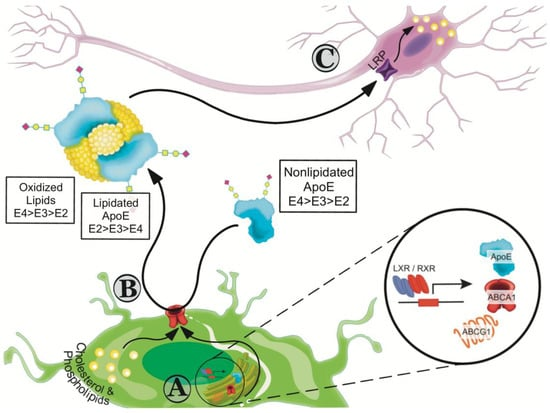 C
LRP
Oxidized
Lipids
E4>E3>E2
Lipidated
ApoE
E2>E3>E4
Nonlipidated
ApoE
E4>E3>E2
B
LXR / RXR
ApoE
ABCA1
ABCG1
Cholesterol &
Phospholipids
A